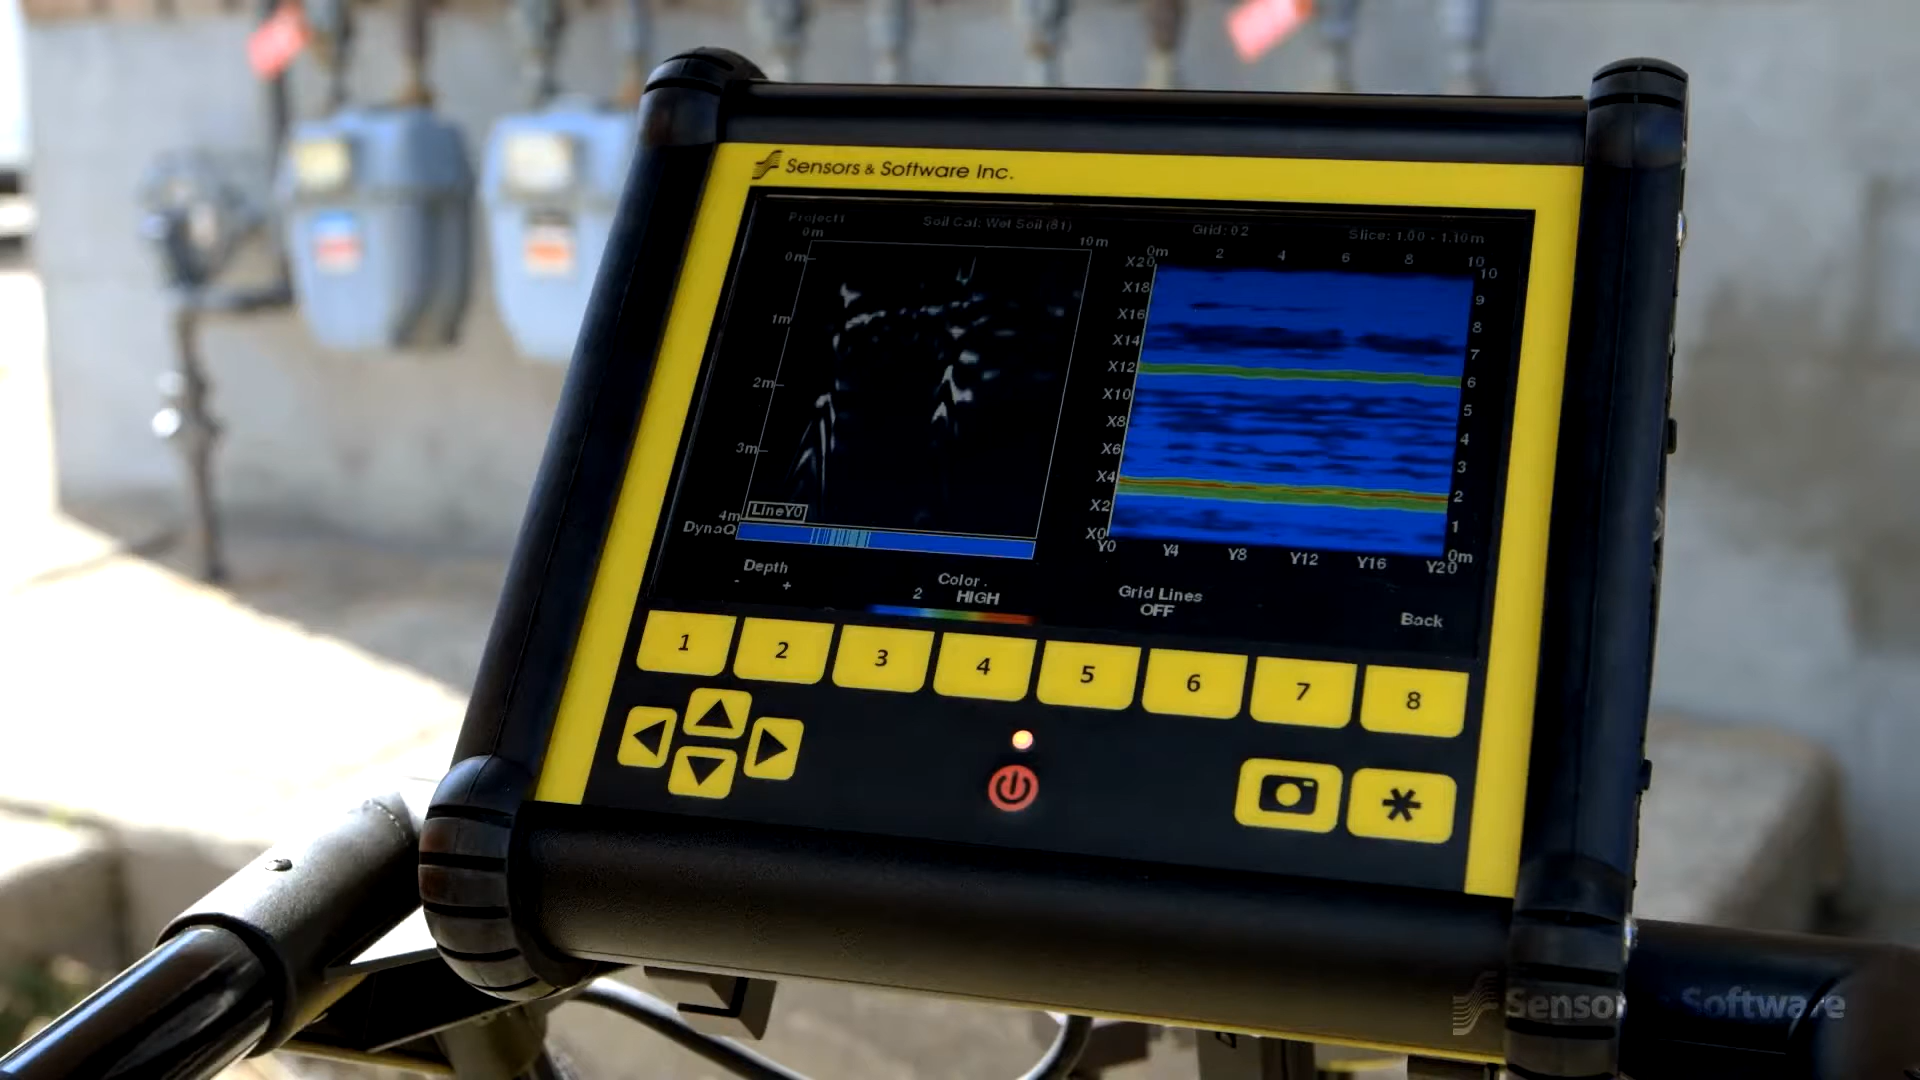 Sensors & Software Inc.
Project1 Soil Cal: Wet Soil (81) Grid: 02 Slice: 1.00 - 1.10m
0m 10m
0m
1m
2m
3m
4m
LineY0
DynaQ
0m 2 4 6 8 10
X20 10
X18 9
X16 8
X14 7
X12 6
X10 5
X8 4
X6 3
X4 2
X2 1
X0 0m
Y0 Y4 Y8 Y12 Y16 Y20
Depth
- +
Color
2 HIGH
Grid Lines
OFF
Back
1 2 3 4 5 6 7 8
*
Software